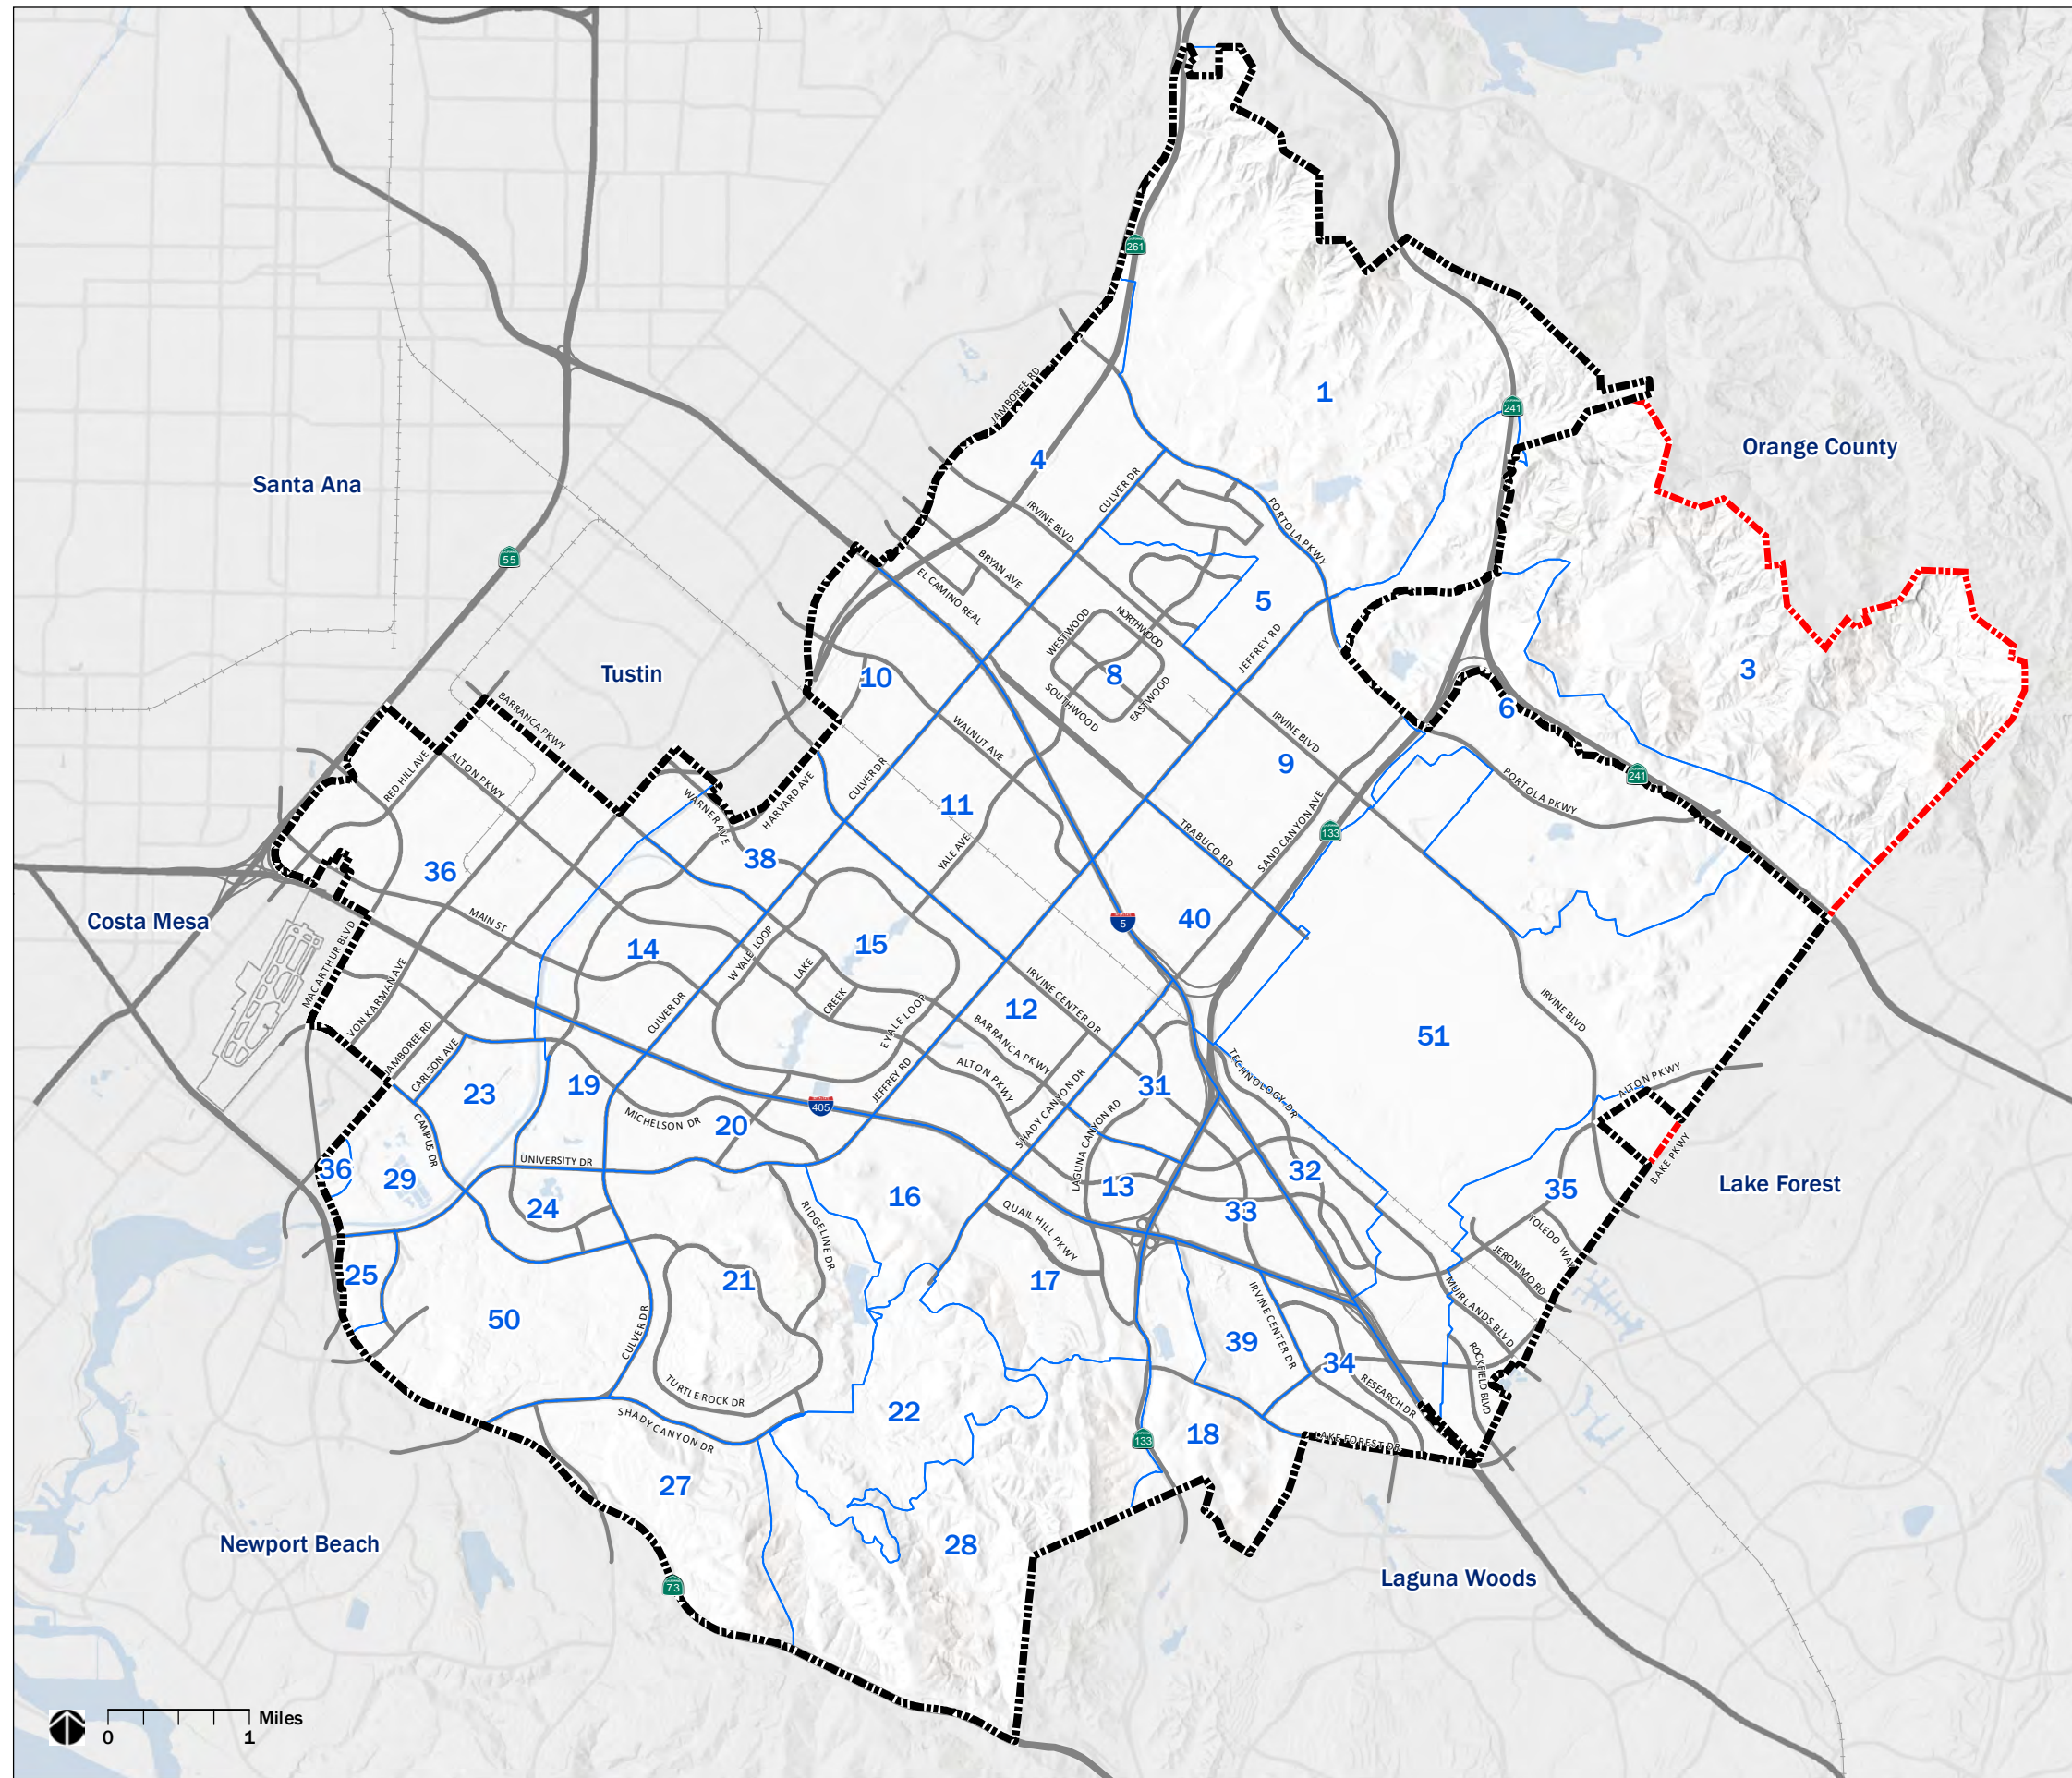 261
JAMBOREE RD
1
241
Orange County
4
Santa Ana
CULVER DR
IRVINE BLVD
PORTOLA PKWY
55
BRYAN AVE
EL CAMINO REAL
5
WESTWOOD
NORTHWOOD
JEFFREY RD
Tustin
10
8
3
SOUTHWOOD
EASTWOOD
6
BARRANCA PKWY
WALNUT AVE
IRVINE BLVD
9
RED HILL AVE
ALTON PKWY
CULVER DR
241
PORTOLA PKWY
HARVARD AVE
WARNER AVE
11
133
SAND CANYON AVE
TRABUCO RD
YALE AVE
38
36
Costa Mesa
MAIN ST
5
40
14
15
W YALE LOOP
LAKE
CREEK
MACARTHUR BLVD
VON KARMAN AVE
IRVINE CENTER DR
12
CULVER DR
E YALE LOOP
IRVINE BLVD
51
JAMBOREE RD
BARRANCA PKWY
CARLSON AVE
TECHNOLOGY DR
ALTON PKWY
JEFFREY RD
ALTON PKWY
23
19
31
405
SHADY CANYON DR
MICHELSON DR
20
LAGUNA CANYON RD
CAMPUS DR
BAKE PKWY
UNIVERSITY DR
36
29
32
13
35
Lake Forest
16
24
33
RIDGELINE DR
QUAIL HILL PKWY
TOLEDO WAY
25
21
17
JERONIMO RD
50
CULVER DR
IRVINE CENTER DR
MUIRLANDS BLVD
39
34
ROCKFIELD BLVD
TURTLE ROCK DR
RESEARCH DR
22
SHADY CANYON DR
133
18
LAKE FOREST DR
27
Newport Beach
28
Laguna Woods
73
Miles
0
1